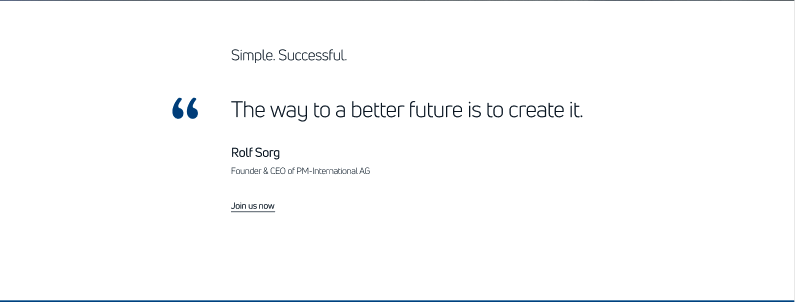 Simple. Successful.
“
The way to a better future is to create it.
Rolf Sorg
Founder & CEO of PM-International AG
Join us now